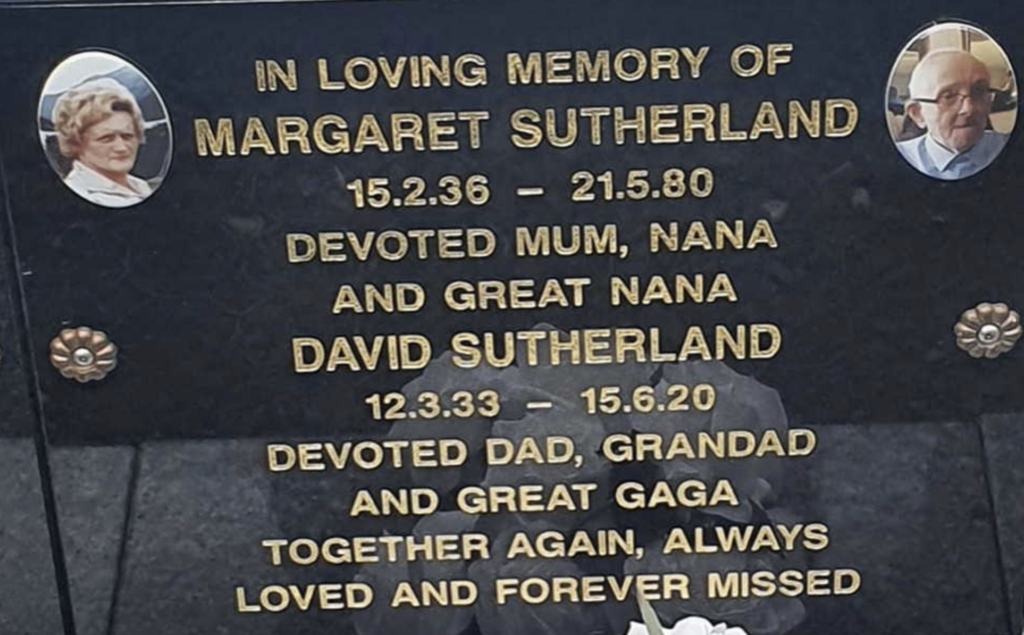 IN LOVING MEMORY OF
MARGARET SUTHERLAND
15.2.36 – 21.5.80
DEVOTED MUM, NANA
AND GREAT NANA
DAVID SUTHERLAND
12.3.33 – 15.6.20
DEVOTED DAD, GRANDAD
AND GREAT GAGA
TOGETHER AGAIN, ALWAYS
LOVED AND FOREVER MISSED